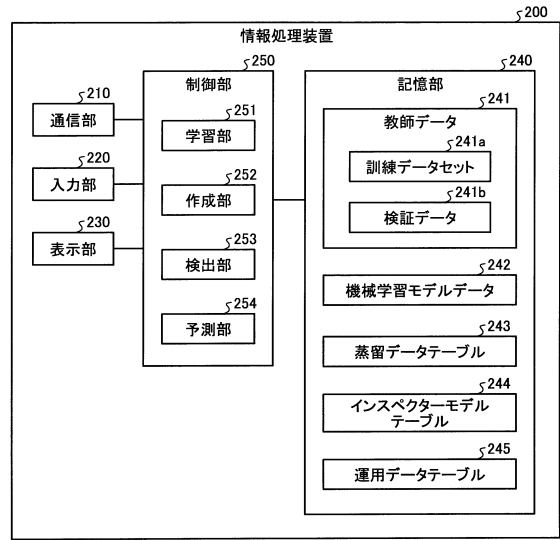 200
情報処理装置
210
通信部
220
入力部
230
表示部
250
制御部
251
学習部
252
作成部
253
検出部
254
予測部
240
記憶部
241
教師データ
241a
訓練データセット
241b
検証データ
242
機械学習モデルデータ
243
蒸留データテーブル
244
インスペクターモデル
テーブル
245
運用データテーブル